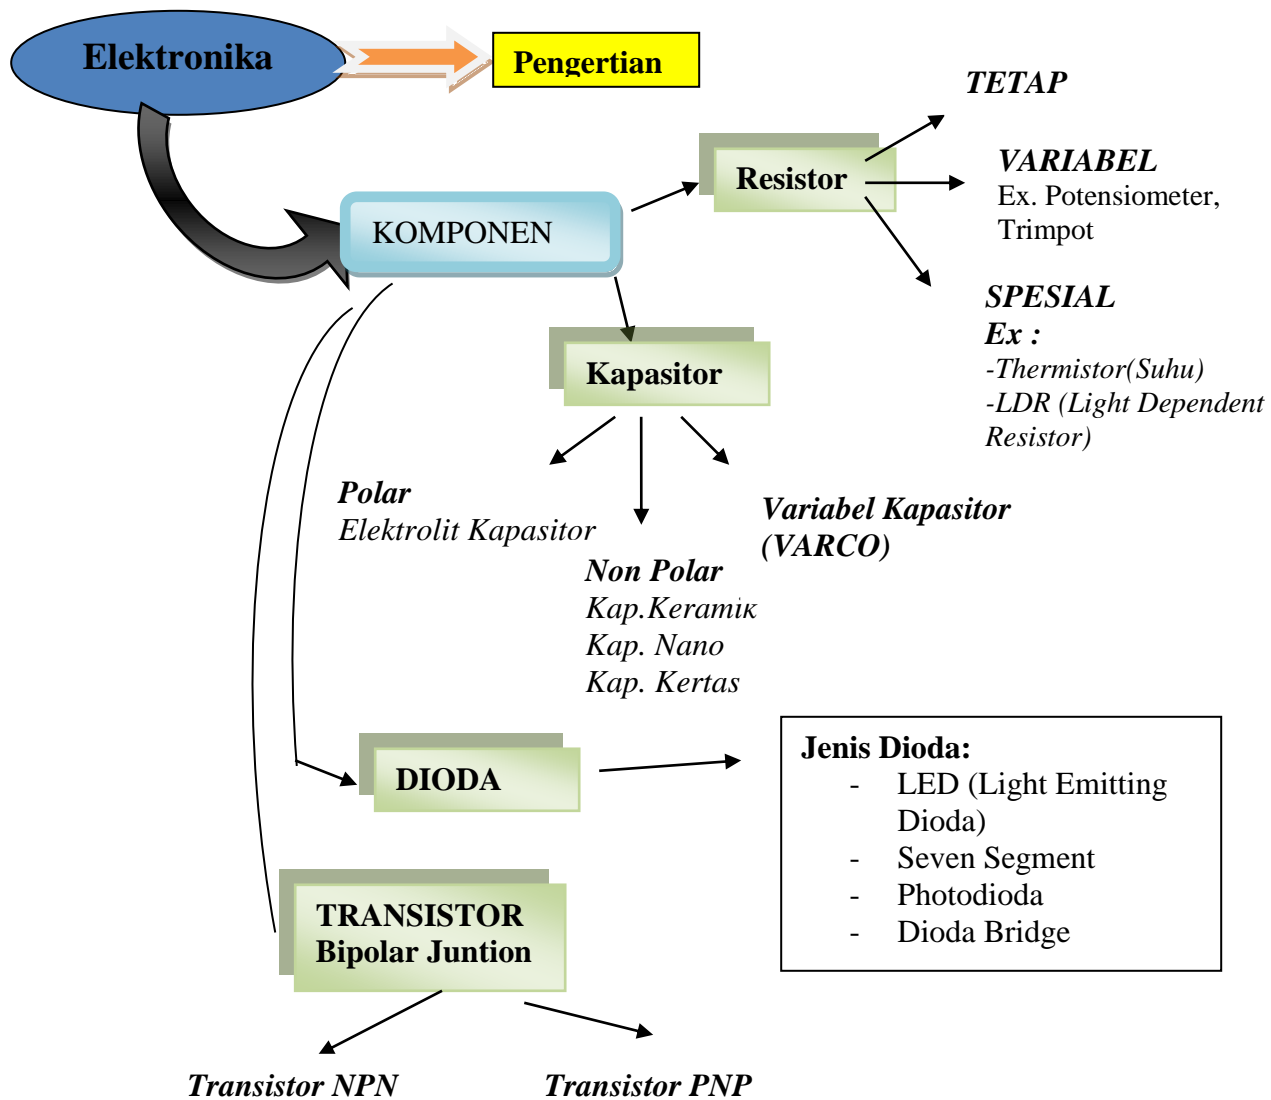 Elektronika
Pengertian
TETAP
Resistor
VARIABEL
Ex. Potensiometer,
Trimpot
KOMPONEN
SPESIAL
Ex :
-Thermistor(Suhu)
-LDR (Light Dependent
Resistor)
Kapasitor
Polar
Elektrolit Kapasitor
Variabel Kapasitor
(VARCO)
Non Polar
Kap.Keramik
Kap. Nano
Kap. Kertas
DIODA
Jenis Dioda:
- LED (Light Emitting
Dioda)
- Seven Segment
- Photodioda
- Dioda Bridge
TRANSISTOR
Bipolar Juntion
Transistor NPN
Transistor PNP